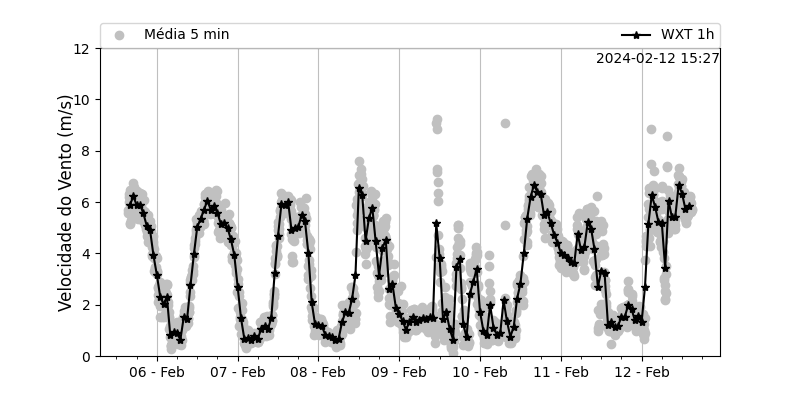 Média 5 min
WXT 1h
2024-02-12 15:27
Velocidade do Vento (m/s)
12
10
8
6
4
2
0
06 - Feb
07 - Feb
08 - Feb
09 - Feb
10 - Feb
11 - Feb
12 - Feb